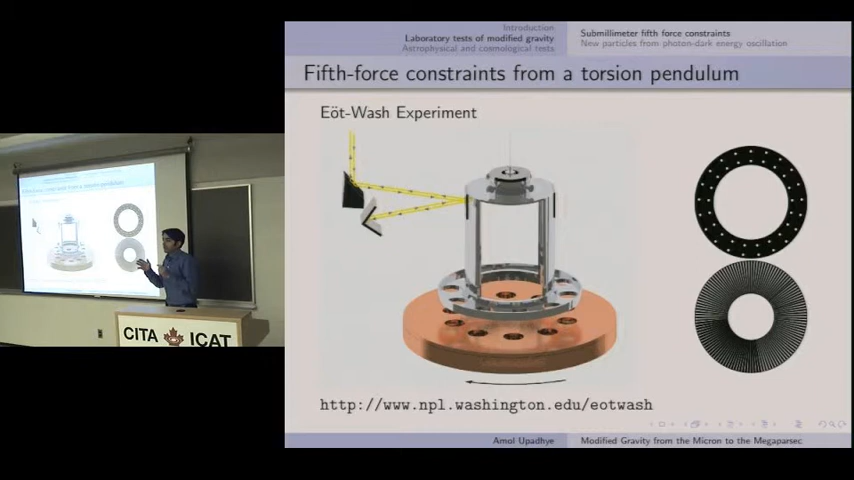 Introduction
Laboratory tests of modified gravity
Astrophysical and cosmological tests
Submillimeter fifth force constraints
New particles from photon-dark energy oscillation
Fifth-force constraints from a torsion pendulum
Eöt-Wash Experiment
http://www.npl.washington.edu/eotwash
Amol Upadhye
Modified Gravity from the Micron to the Megaparsec
CITA ICAT